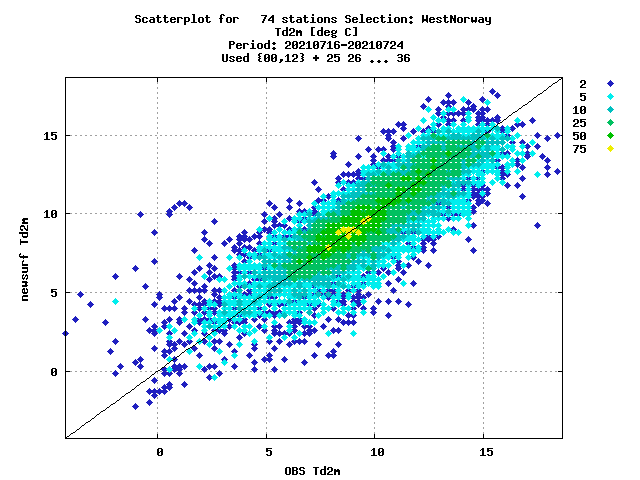 Scatterplot for   74 stations Selection: WestNorway
Td2m [deg C]
Period: 20210716-20210724
Used {00,12} + 25 26 ... 36
2
5
10
25
50
75
15
10
5
0
newsurf Td2m
0 5 10 15
OBS Td2m